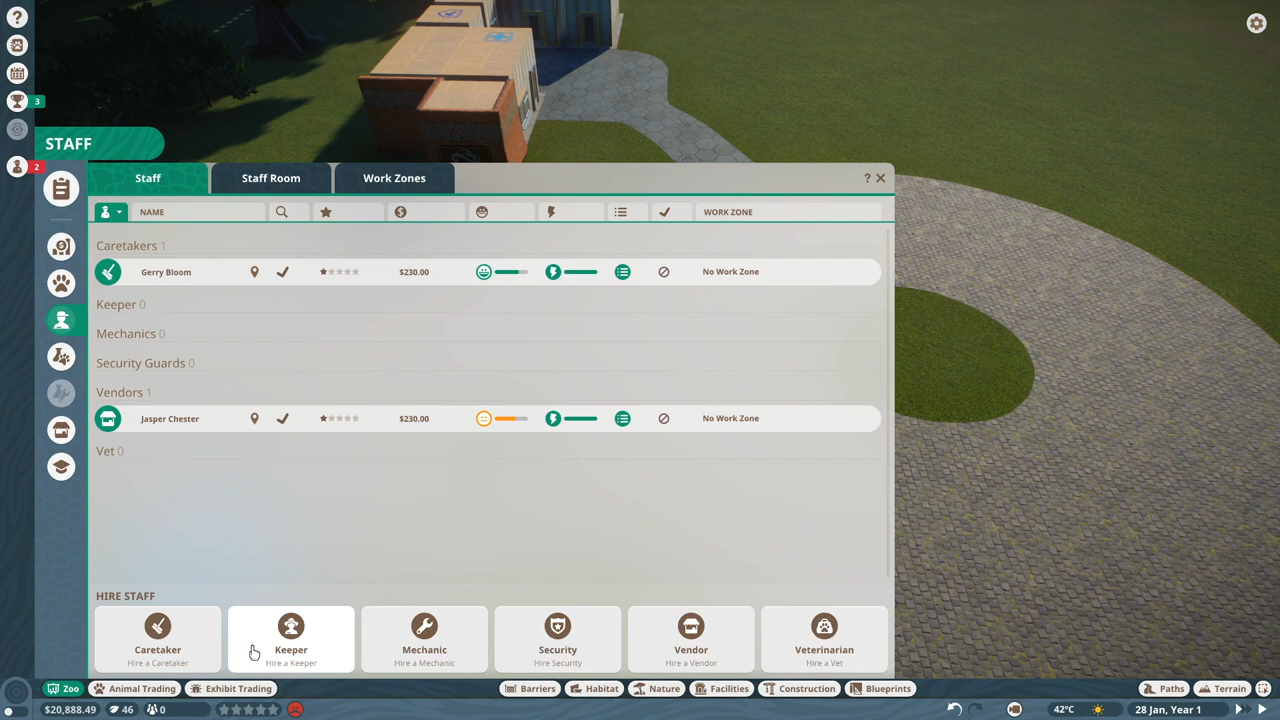 ?
3
STAFF
2
Staff
Staff Room
Work Zones
?
NAME
WORK ZONE
Caretakers 1
Gerry Bloom
$230.00
No Work Zone
Keeper 0
Mechanics 0
Security Guards 0
Vendors 1
Jasper Chester
$230.00
No Work Zone
Vet 0
HIRE STAFF
Caretaker
Hire a Caretaker
Keeper
Hire a Keeper
Mechanic
Hire a Mechanic
Security
Hire Security
Vendor
Hire a Vendor
Veterinarian
Hire a Vet
Zoo
Animal Trading
Exhibit Trading
Barriers
Habitat
Nature
Facilities
Construction
Blueprints
Paths
Terrain
$20,888.49
46
0
42°C
28 Jan, Year 1